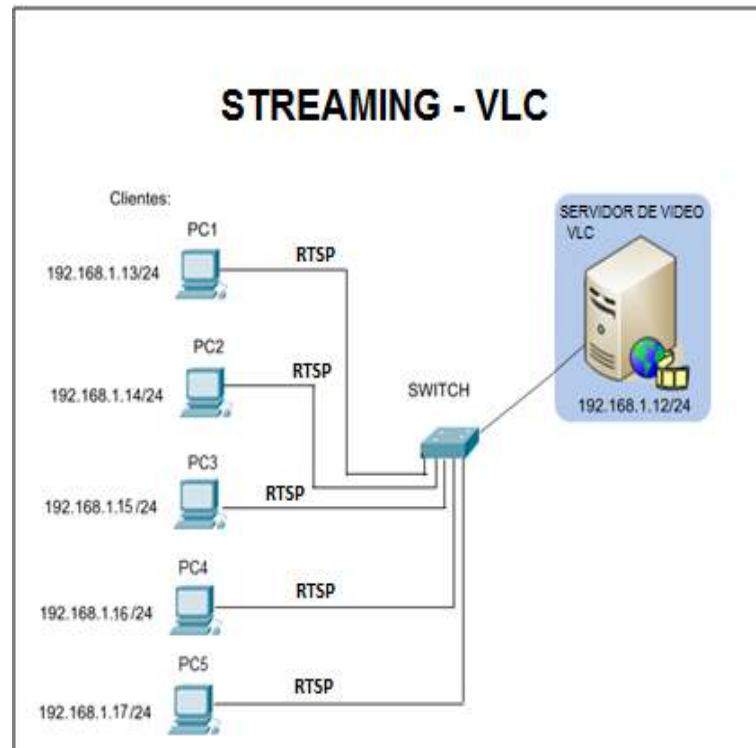 STREAMING - VLC
Clientes:
PC1
192.168.1.13/24
RTSP
SERVIDOR DE VIDEO
VLC
192.168.1.12/24
PC2
192.168.1.14/24
RTSP
SWITCH
PC3
192.168.1.15/24
RTSP
PC4
192.168.1.16/24
RTSP
PC5
192.168.1.17/24
RTSP